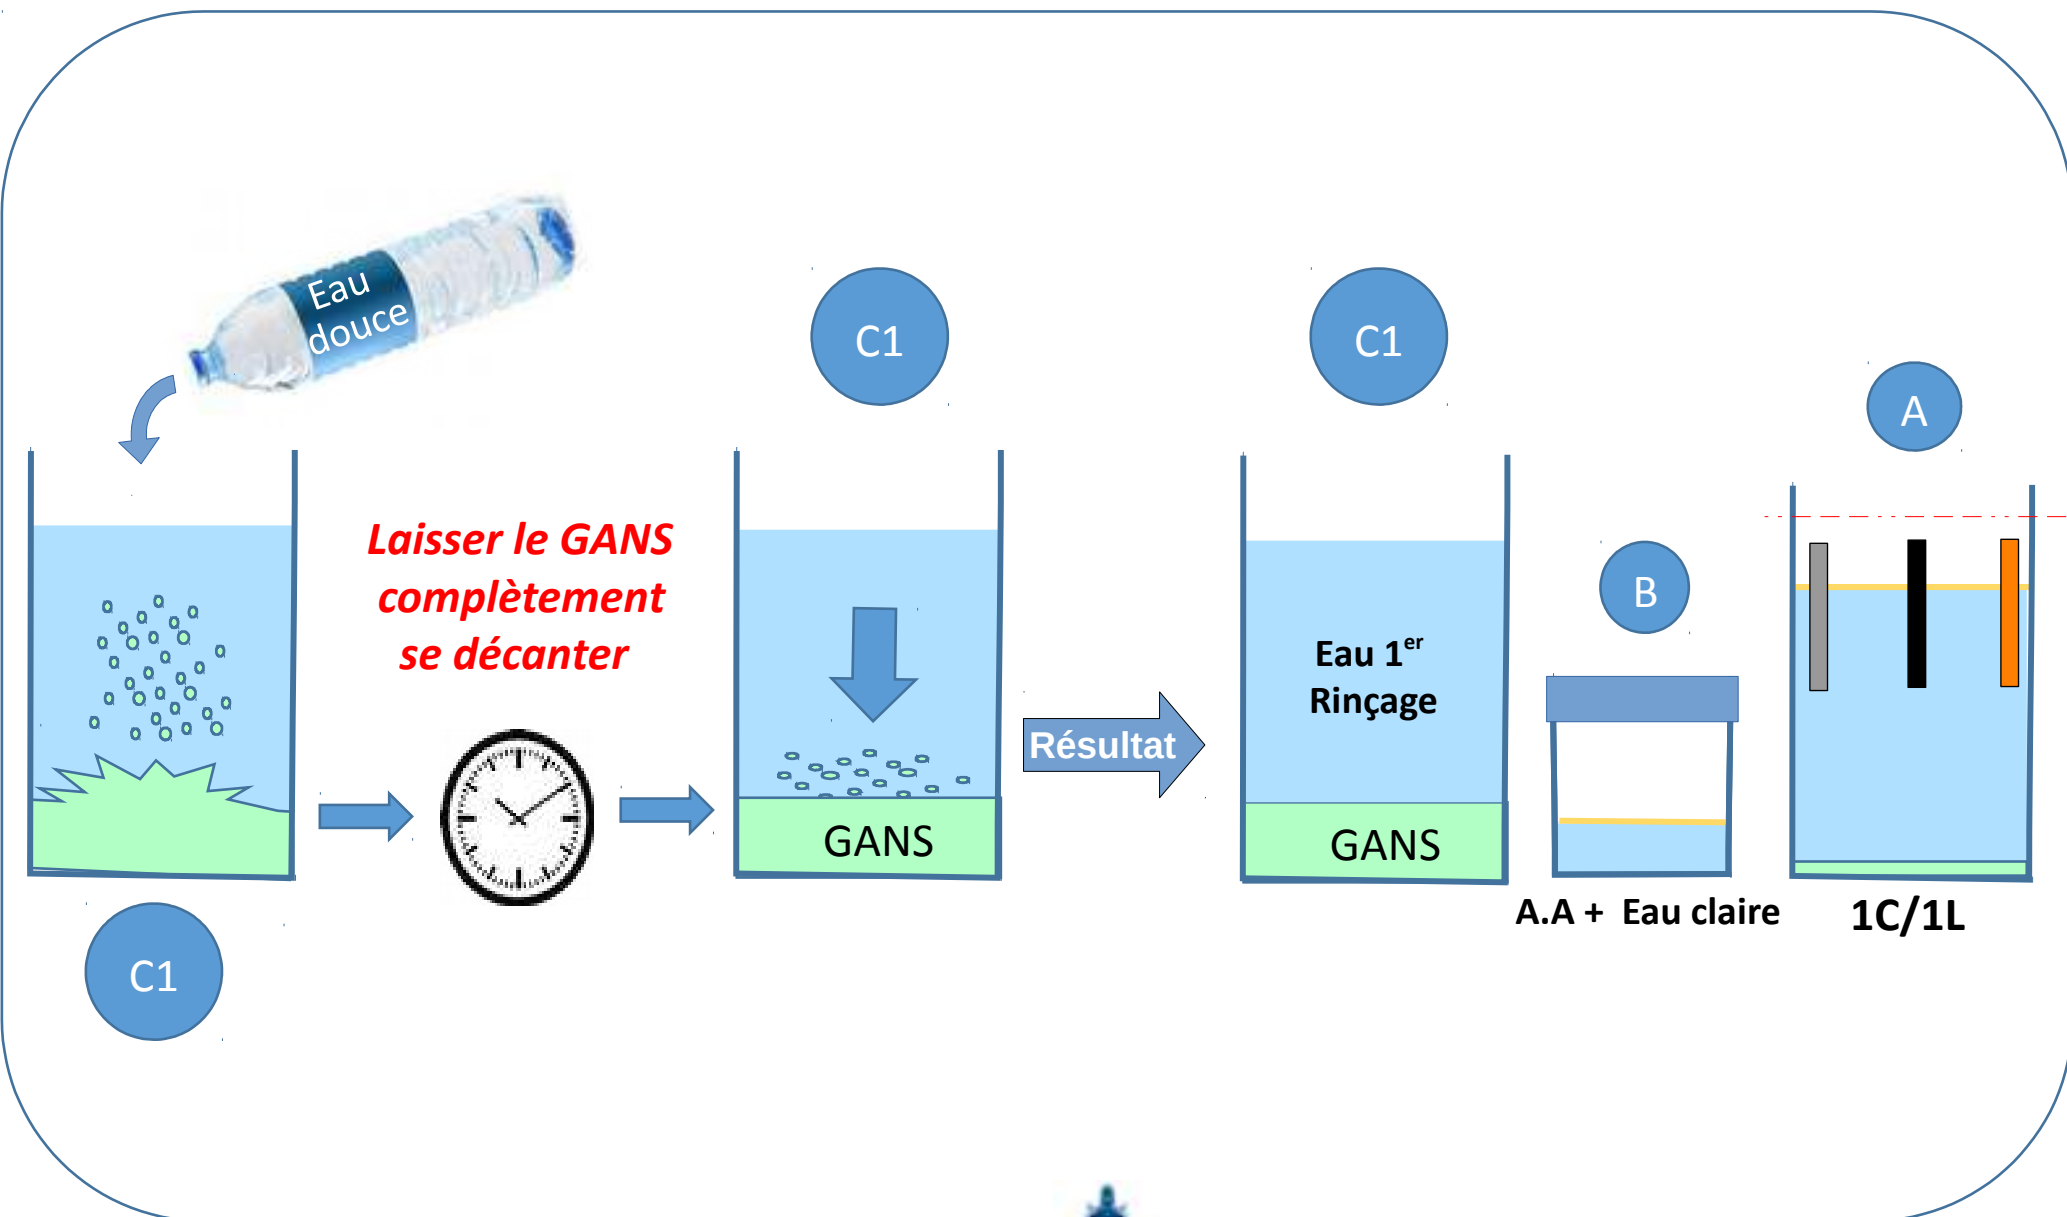 Eau
douce
C1
Laisser le GANS
complètement
se décanter
C1
GANS
Résultat
C1
Eau 1er
Rinçage
GANS
B
A.A + Eau claire
A
1C/1L